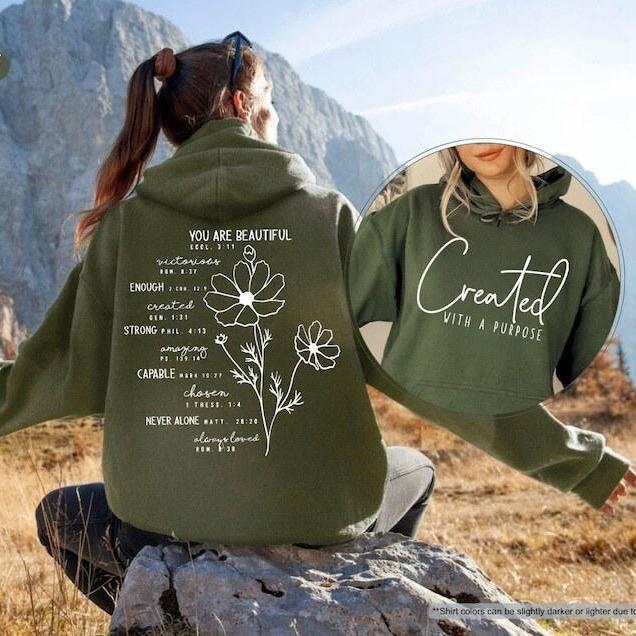 YOU ARE BEAUTIFUL
ECCL. 3:11
victorious
ROM. 8:37
ENOUGH 2 COR. 12:9
created
GEN. 1:31
STRONG PHIL. 4:13
amazing
PS. 139:14
CAPABLE MARK 10:27
chosen
1 THESS. 1:4
NEVER ALONE MATT. 28:20
always loved
ROM. 8:38
Created
WITH A PURPOSE
**Shirt colors can be slightly darker or lighter due to